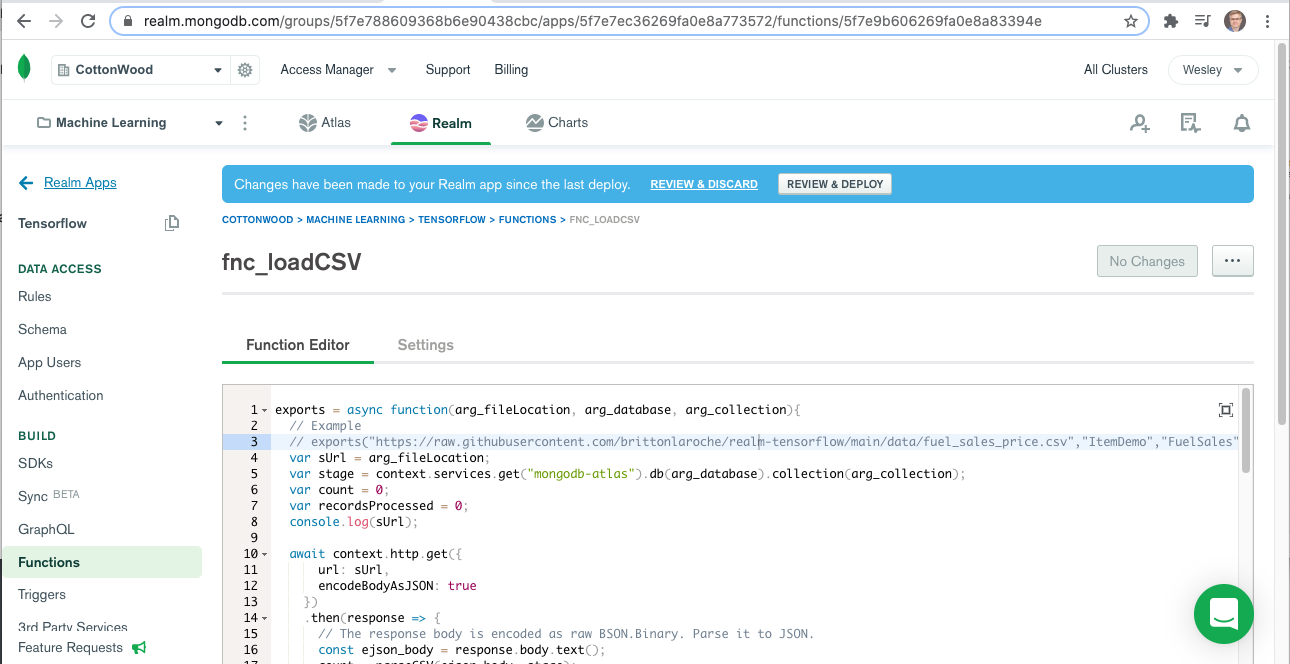 realm.mongodb.com/groups/5f7e788609368b6e90438cbc/apps/5f7e7ec36269fa0e8a773572/functions/5f7e9b606269fa0e8a83394e
CottonWood Access Manager Support Billing All Clusters Wesley
Machine Learning Atlas Realm Charts
Realm Apps
Changes have been made to your Realm app since the last deploy. REVIEW & DISCARD REVIEW & DEPLOY
COTTONWOOD > MACHINE LEARNING > TENSORFLOW > FUNCTIONS > FNC_LOADCSV
Tensorflow
fnc_loadCSV
No Changes ...
DATA ACCESS
Rules
Schema
App Users
Authentication
BUILD
SDKs
Sync BETA
GraphQL
Functions
Triggers
3rd Party Services
Feature Requests
Function Editor Settings
1 exports = async function(arg_fileLocation, arg_database, arg_collection){
2 // Example
3 // exports("https://raw.githubusercontent.com/brittonlaroche/realm-tensorflow/main/data/fuel_sales_price.csv","ItemDemo","FuelSales"
4 var sUrl = arg_fileLocation;
5 var stage = context.services.get("mongodb-atlas").db(arg_database).collection(arg_collection);
6 var count = 0;
7 var recordsProcessed = 0;
8 console.log(sUrl);
9
10 await context.http.get({
11 url: sUrl,
12 encodeBodyAsJSON: true
13 })
14 .then(response => {
15 // The response body is encoded as raw BSON.Binary. Parse it to JSON.
16 const ejson_body = response.body.text();